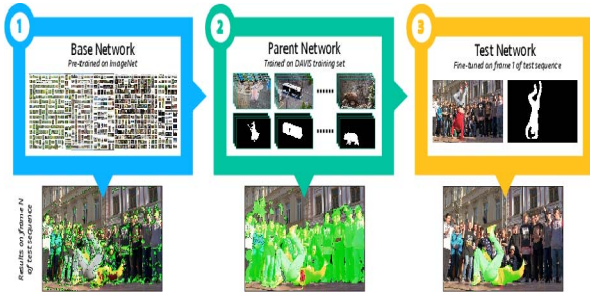 1
Base Network
Pre-trained on ImageNet
2
Parent Network
Trained on DAVIS training set
3
Test Network
Fine-tuned on frame 1 of test sequence
Results on frame N
of test sequence